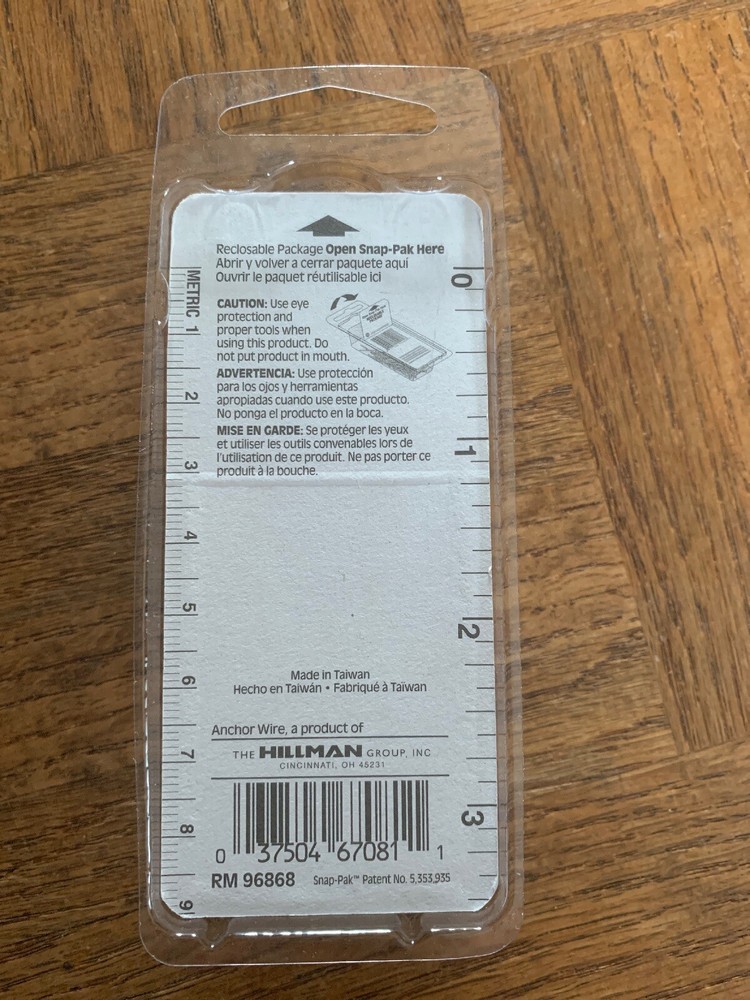 Reclosable Package Open Snap-Pak Here
Abrir y volver a cerrar paquete aquí
Ouvrir le paquet réutilisable ici
CAUTION: Use eye
protection and
proper tools when
using this product. Do
not put product in mouth.
ADVERTENCIA: Use protección
para los ojos y herramientas
apropiadas cuando use este producto.
No ponga el producto en la boca.
MISE EN GARDE: Se protéger les yeux
et utiliser les outils convenables lors de
l'utilisation de ce produit. Ne pas porter ce
produit à la bouche.
METRIC 1
2
3
4
5
6
7
8
9
0
1
2
3
Made in Taiwan
Hecho en Taiwán • Fabriqué à Taïwan
Anchor Wire, a product of
THE HILLMAN GROUP, INC
CINCINNATI, OH 45231
0 37504 67081 1
RM 96868 Snap-Pak™ Patent No. 5,353,935